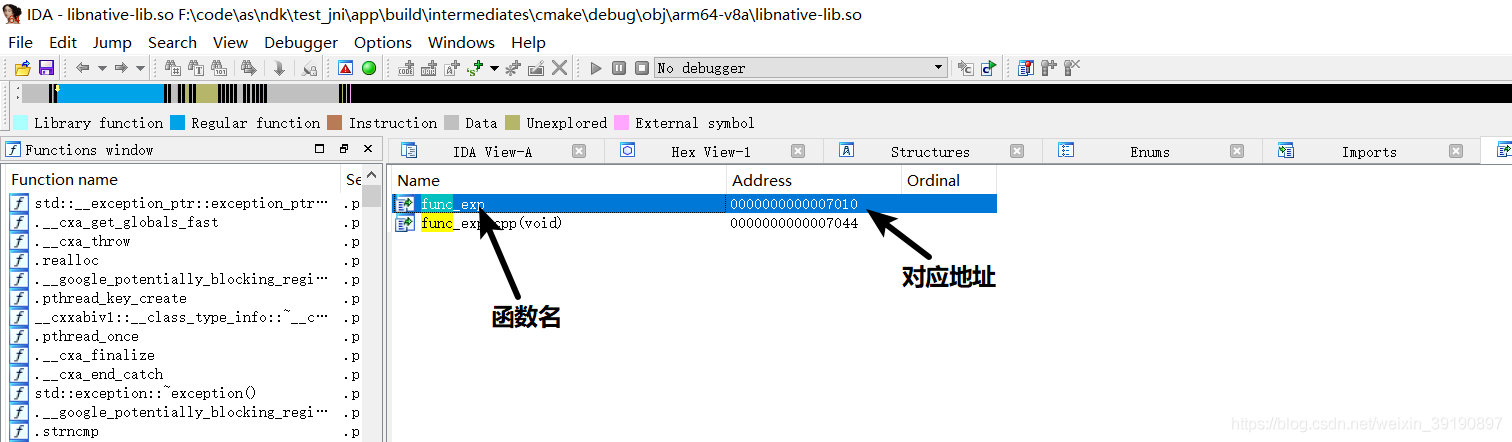 IDA - libnative-lib.so F:\code\as\ndk\test_jni\app\build\intermediates\cmake\debug\obj\arm64-v8a\libnative-lib.so
File Edit Jump Search View Debugger Options Windows Help
No debugger
Library function Regular function Instruction Data Unexplored External symbol
Functions window
IDA View-A Hex View-1 Structures Enums Imports
Function name Se
Name Address Ordinal
std::__exception_ptr::exception_ptr… .p
.__cxa_get_globals_fast .p
.__cxa_throw .p
.realloc .p
.__google_potentially_blocking_regi… .p
.pthread_key_create .p
__cxxabiv1::__class_type_info::~__c… .p
.pthread_once .p
.__cxa_finalize .p
.__cxa_end_catch .p
std::exception::~exception() .p
.__google_potentially_blocking_regi… .p
.strncmp .p
func_exp 0000000000007010
func_exp cpp(void) 0000000000007044
函数名
对应地址
https://blog.csdn.net/weixin_39190897